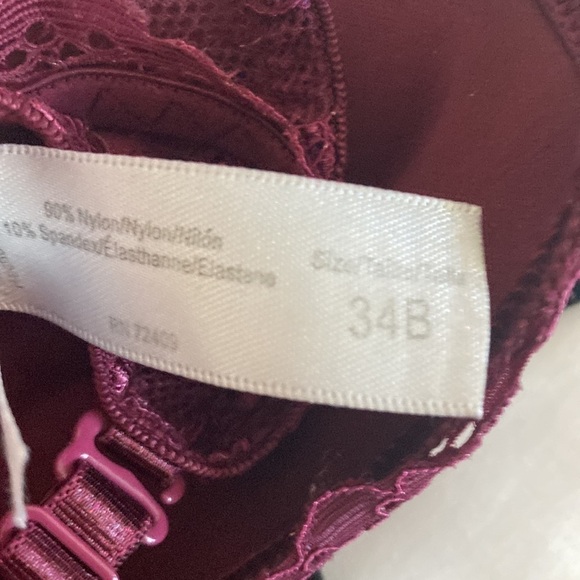 90% Nylon/Nylon/Nilón
10% Spandex/Élasthanne/Elastano
RN 72409
Size/Taille/Talla
34B